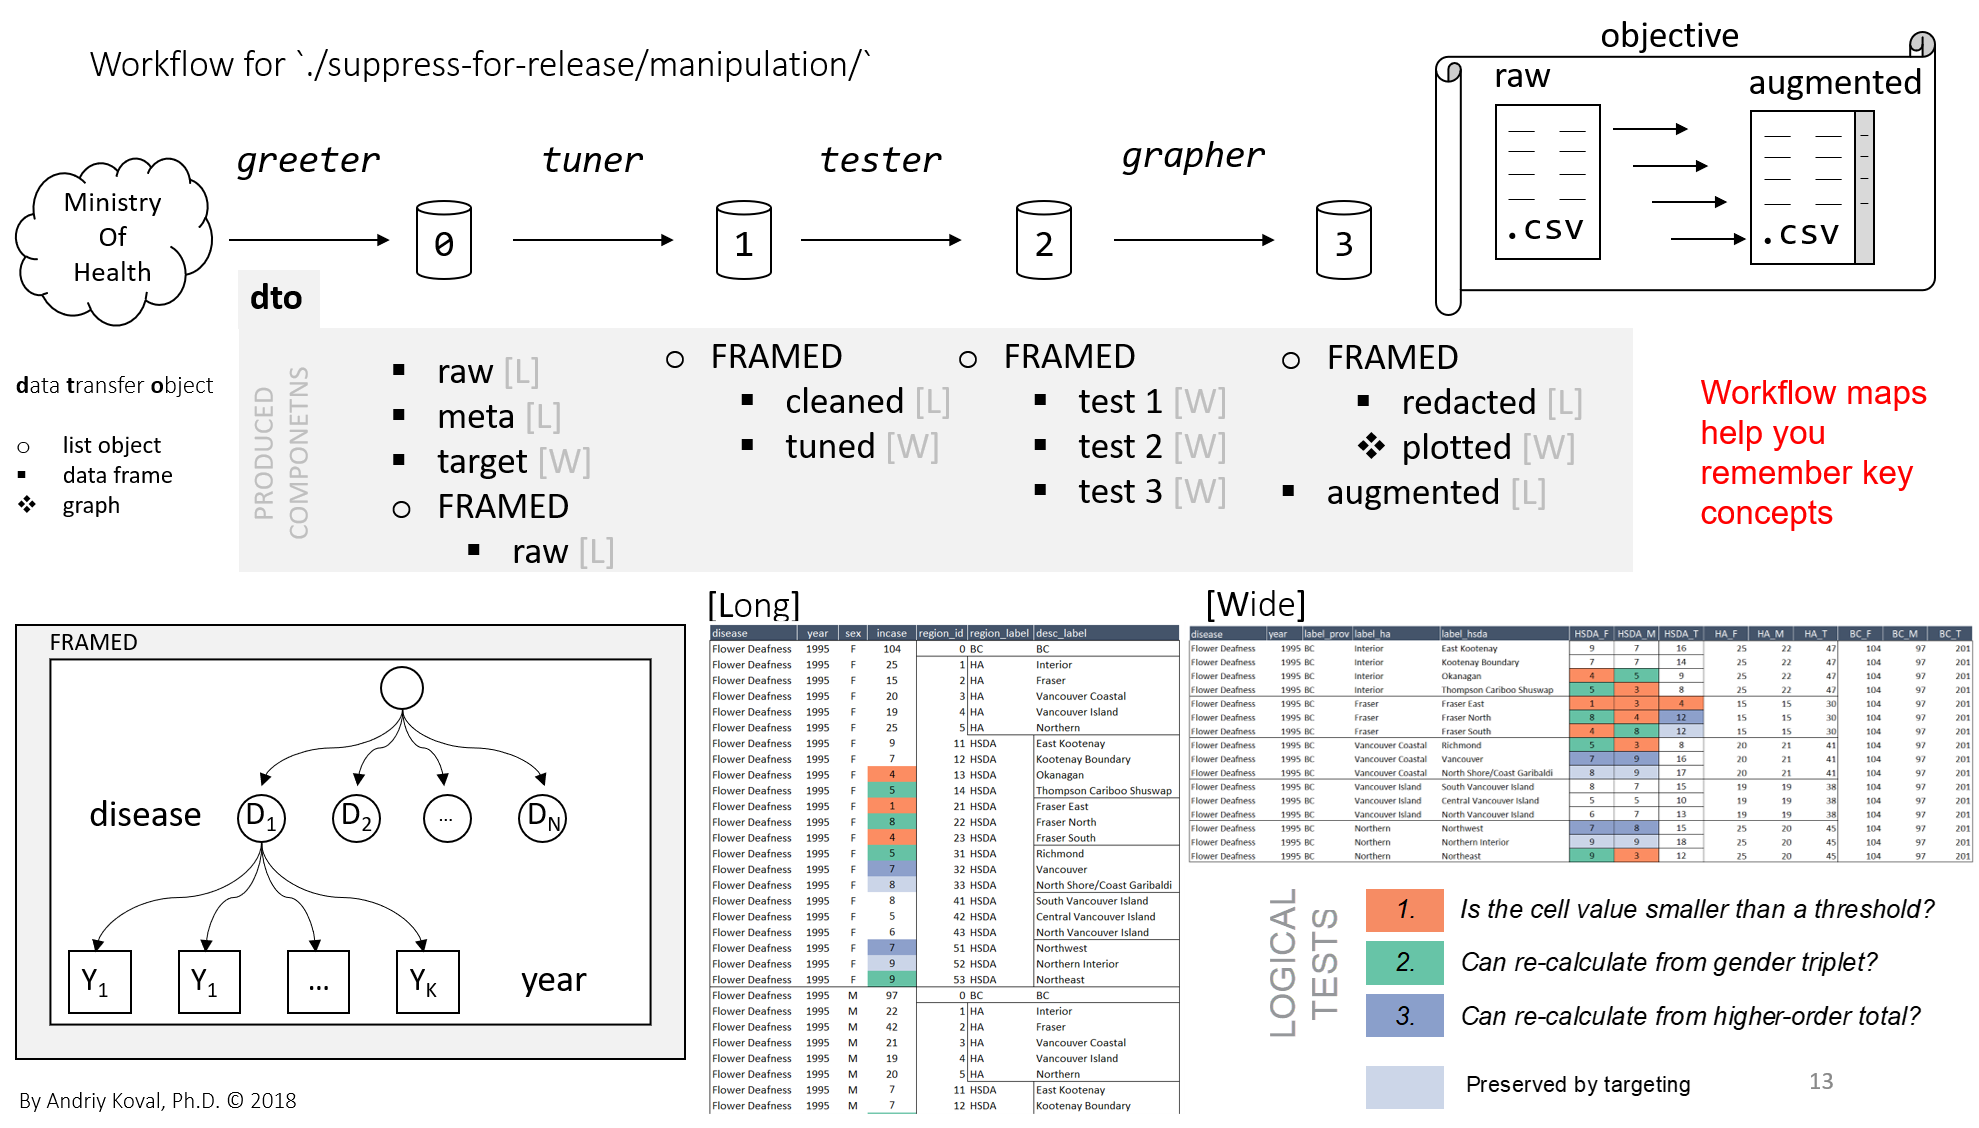 Workflow for `./suppress-for-release/manipulation/`
objective
raw
augmented
.csv
.csv
greeter
tuner
tester
grapher
Ministry
Of
Health
0
1
2
3
dto
PRODUCED
COMPONETNS
raw [L]
meta [L]
target [W]
FRAMED
raw [L]
FRAMED
cleaned [L]
tuned [W]
FRAMED
test 1 [W]
test 2 [W]
test 3 [W]
FRAMED
redacted [L]
plotted [W]
augmented [L]
data transfer object
list object
data frame
graph
Workflow maps
help you
remember key
concepts
FRAMED
disease
D1
D2
...
DN
Y1
Y1
...
YK
year
[Long]
disease year sex incase region_id region_label desc_label
Flower Deafness 1995 F 104 0 BC BC
Flower Deafness 1995 F 25 1 HA Interior
Flower Deafness 1995 F 15 2 HA Fraser
Flower Deafness 1995 F 20 3 HA Vancouver Coastal
Flower Deafness 1995 F 19 4 HA Vancouver Island
Flower Deafness 1995 F 25 5 HA Northern
Flower Deafness 1995 F 9 11 HSDA East Kootenay
Flower Deafness 1995 F 7 12 HSDA Kootenay Boundary
Flower Deafness 1995 F 4 13 HSDA Okanagan
Flower Deafness 1995 F 5 14 HSDA Thompson Cariboo Shuswap
Flower Deafness 1995 F 1 21 HSDA Fraser East
Flower Deafness 1995 F 8 22 HSDA Fraser North
Flower Deafness 1995 F 4 23 HSDA Fraser South
Flower Deafness 1995 F 5 31 HSDA Richmond
Flower Deafness 1995 F 7 32 HSDA Vancouver
Flower Deafness 1995 F 8 33 HSDA North Shore/Coast Garibaldi
Flower Deafness 1995 F 8 41 HSDA South Vancouver Island
Flower Deafness 1995 F 5 42 HSDA Central Vancouver Island
Flower Deafness 1995 F 6 43 HSDA North Vancouver Island
Flower Deafness 1995 F 7 51 HSDA Northwest
Flower Deafness 1995 F 9 52 HSDA Northern Interior
Flower Deafness 1995 F 9 53 HSDA Northeast
Flower Deafness 1995 M 97 0 BC BC
Flower Deafness 1995 M 22 1 HA Interior
Flower Deafness 1995 M 42 2 HA Fraser
Flower Deafness 1995 M 21 3 HA Vancouver Coastal
Flower Deafness 1995 M 19 4 HA Vancouver Island
Flower Deafness 1995 M 20 5 HA Northern
Flower Deafness 1995 M 7 11 HSDA East Kootenay
Flower Deafness 1995 M 7 12 HSDA Kootenay Boundary
[Wide]
disease year label_prov label_ha label_hsda HSDA_F HSDA_M HSDA_T HA_F HA_M HA_T BC_F BC_M BC_T
Flower Deafness 1995 BC Interior East Kootenay 9 7 16 25 22 47 104 97 201
Flower Deafness 1995 BC Interior Kootenay Boundary 7 7 14 25 22 47 104 97 201
Flower Deafness 1995 BC Interior Okanagan 4 5 9 25 22 47 104 97 201
Flower Deafness 1995 BC Interior Thompson Cariboo Shuswap 5 3 8 25 22 47 104 97 201
Flower Deafness 1995 BC Fraser Fraser East 1 3 4 15 15 30 104 97 201
Flower Deafness 1995 BC Fraser Fraser North 8 4 12 15 15 30 104 97 201
Flower Deafness 1995 BC Fraser Fraser South 4 8 12 15 15 30 104 97 201
Flower Deafness 1995 BC Vancouver Coastal Richmond 5 3 8 20 21 41 104 97 201
Flower Deafness 1995 BC Vancouver Coastal Vancouver 7 9 16 20 21 41 104 97 201
Flower Deafness 1995 BC Vancouver Coastal North Shore/Coast Garibaldi 8 9 17 20 21 41 104 97 201
Flower Deafness 1995 BC Vancouver Island South Vancouver Island 8 7 15 19 19 38 104 97 201
Flower Deafness 1995 BC Vancouver Island Central Vancouver Island 5 5 10 19 19 38 104 97 201
Flower Deafness 1995 BC Vancouver Island North Vancouver Island 6 7 13 19 19 38 104 97 201
Flower Deafness 1995 BC Northern Northwest 7 8 15 25 20 45 104 97 201
Flower Deafness 1995 BC Northern Northern Interior 9 9 18 25 20 45 104 97 201
Flower Deafness 1995 BC Northern Northeast 9 3 12 25 20 45 104 97 201
LOGICAL
TESTS
1. Is the cell value smaller than a threshold?
2. Can re-calculate from gender triplet?
3. Can re-calculate from higher-order total?
Preserved by targeting
13
By Andriy Koval, Ph.D. © 2018